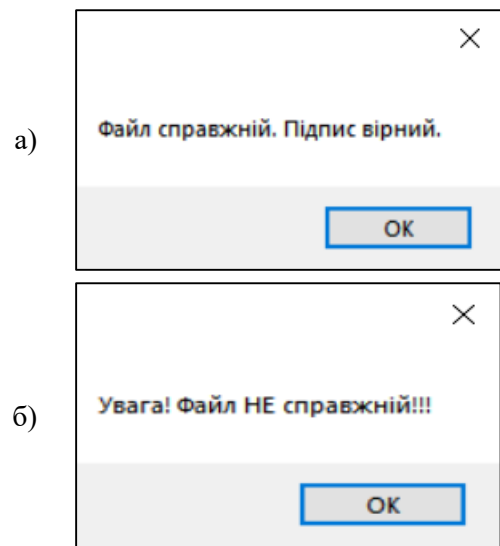 а)
Файл справжній. Підпис вірний.
OK
б)
Увага! Файл НЕ справжній!!!
OK